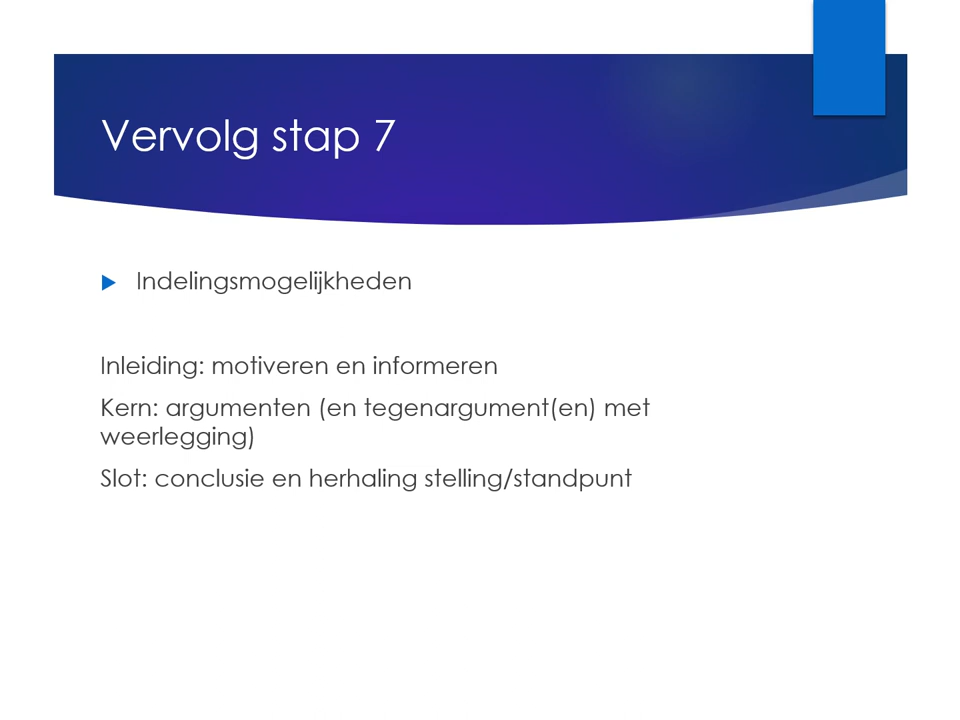 Vervolg stap 7
Indelingsmogelijkheden
Inleiding: motiveren en informeren
Kern: argumenten (en tegenargument(en) met
weerlegging)
Slot: conclusie en herhaling stelling/standpunt